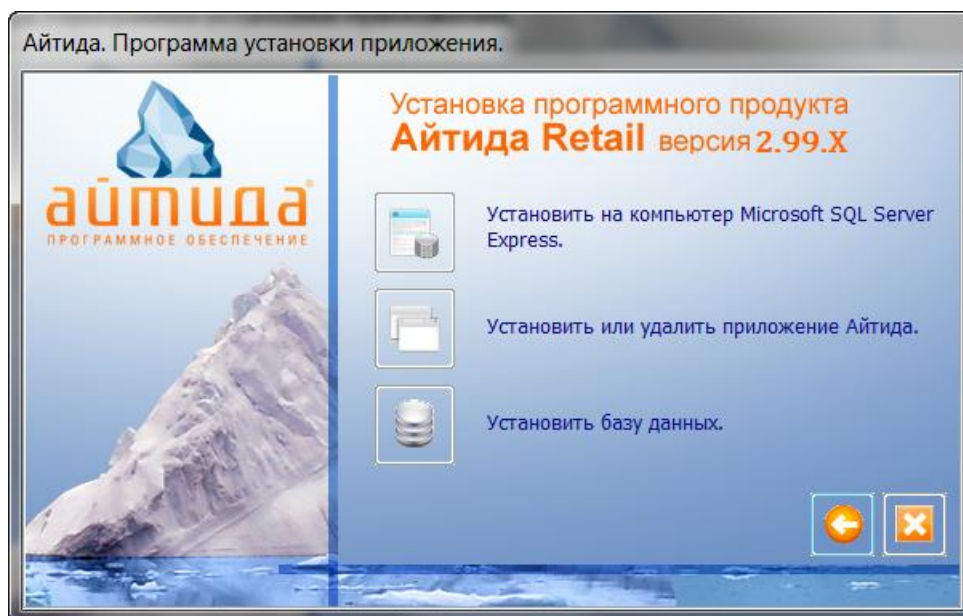 Айтида. Программа установки приложения.
айтида
ПРОГРАММНОЕ ОБЕСПЕЧЕНИЕ
Установка программного продукта
Айтида Retail версия 2.99.X
Установить на компьютер Microsoft SQL Server
Express.
Установить или удалить приложение Айтида.
Установить базу данных.